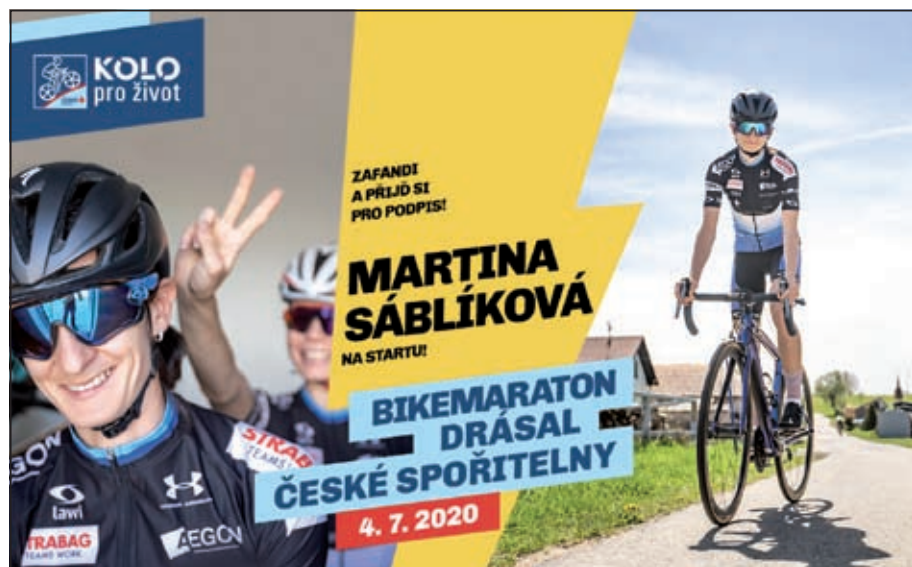 KOLO
pro život
ZAFANDI
A PŘIJĎ SI
PRO PODPIS!
MARTINA
SÁBLÍKOVÁ
NA STARTU!
BIKEMARATON
DRÁSAL
ČESKÉ SPOŘITELNY
4. 7. 2020
STRABAG
TEAMS
lawi
TRABAG
TEAMS WORK.
AEGON